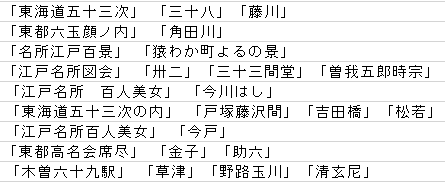 「東海道五十三次」 「三十八」 「藤川」
「東都六玉顔ノ内」 「角田川」
「名所江戸百景」 「猿わか町よるの景」
「江戸名所図会」 「卅二」 「三十三間堂」 「曽我五郎時宗」
「江戸名所　百人美女」 「今川はし」
「東海道五十三次の内」 「戸塚藤沢間」 「吉田橋」 「松若」
「江戸名所百人美女」 「今戸」
「東都高名会席尽」 「金子」 「助六」
「木曽六十九駅」 「草津」 「野路玉川」 「清玄尼」